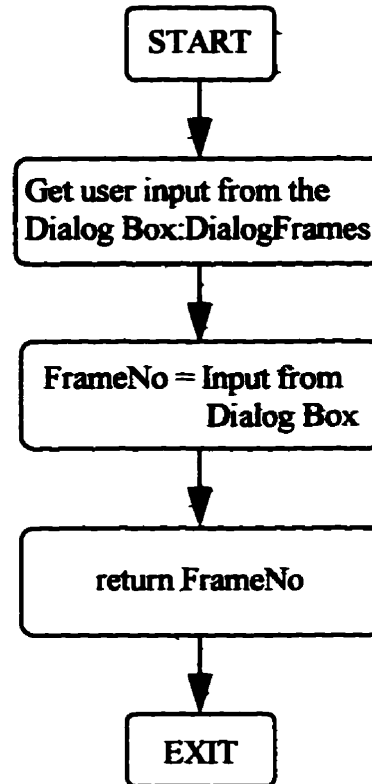 START
Get user input from the
Dialog Box:DialogFrames
FrameNo = Input from
Dialog Box
return FrameNo
EXIT